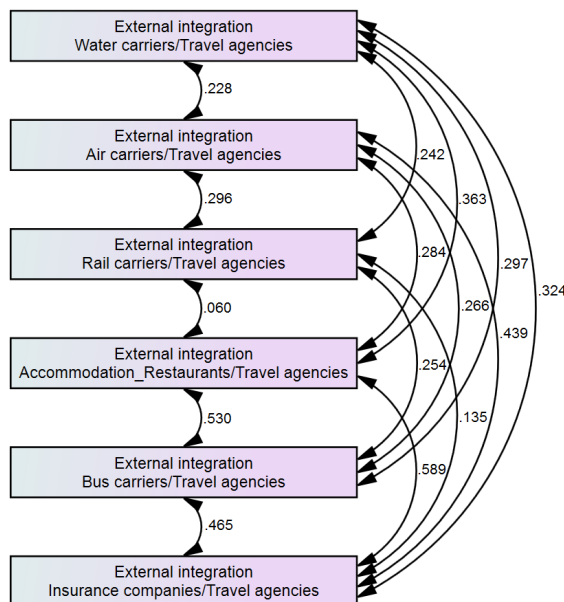 External integration
Water carriers/Travel agencies
.228
External integration
Air carriers/Travel agencies
.242
.296
.363
External integration
Rail carriers/Travel agencies
.284
.297
.324
.060
.266
.439
External integration
Accommodation_Restaurants/Travel agencies
.254
.530
.135
External integration
Bus carriers/Travel agencies
.589
.465
External integration
Insurance companies/Travel agencies